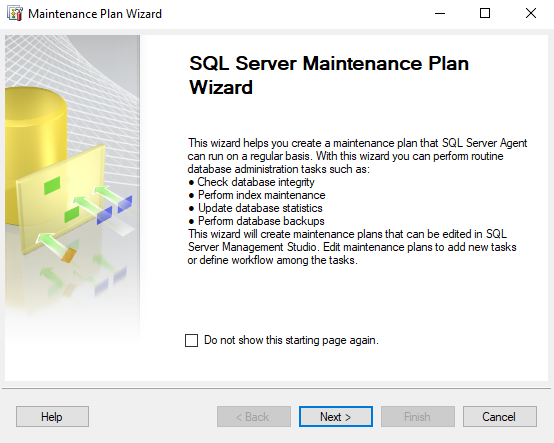 Maintenance Plan Wizard
SQL Server Maintenance Plan
Wizard
This wizard helps you create a maintenance plan that SQL Server Agent
can run on a regular basis. With this wizard you can perform routine
database administration tasks such as:
● Check database integrity
● Perform index maintenance
● Update database statistics
● Perform database backups
This wizard will create maintenance plans that can be edited in SQL
Server Management Studio. Edit maintenance plans to add new tasks
or define workflow among the tasks.
Do not show this starting page again.
Help
< Back
Next >
Finish
Cancel